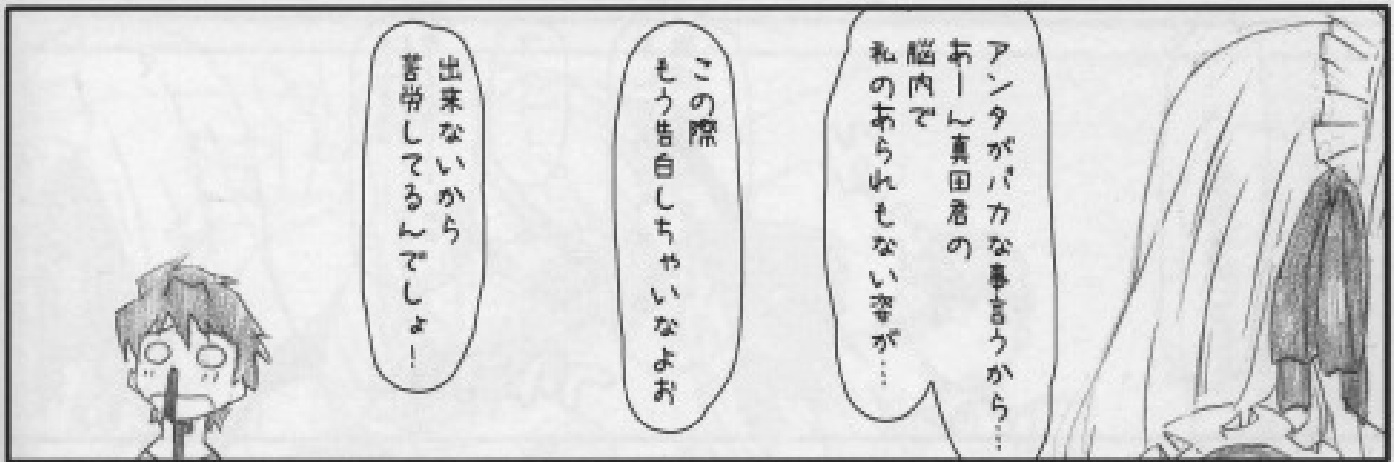 アンタがバカな事言うから…
あーん真田君の
脳内で
私のあられもない姿が…
この際
もう告白しちゃいなよお
出来ないから
苦労してるんでしょ！